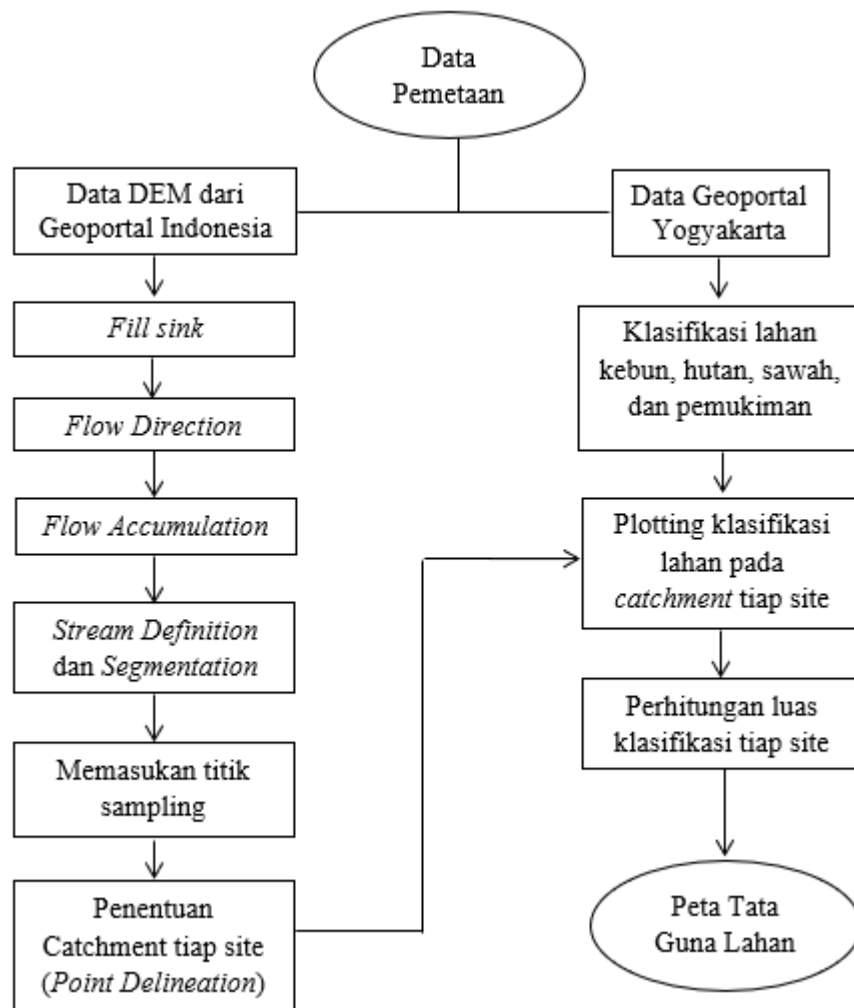 Data
Pemetaan
Data DEM dari
Geoportal Indonesia
Fill sink
Flow Direction
Flow Accumulation
Stream Definition
dan Segmentation
Memasukan titik
sampling
Penentuan
Catchment tiap site
(Point Delineation)
Data Geoportal
Yogyakarta
Klasifikasi lahan
kebun, hutan, sawah,
dan pemukiman
Plotting klasifikasi
lahan pada
catchment tiap site
Perhitungan luas
klasifikasi tiap site
Peta Tata
Guna Lahan